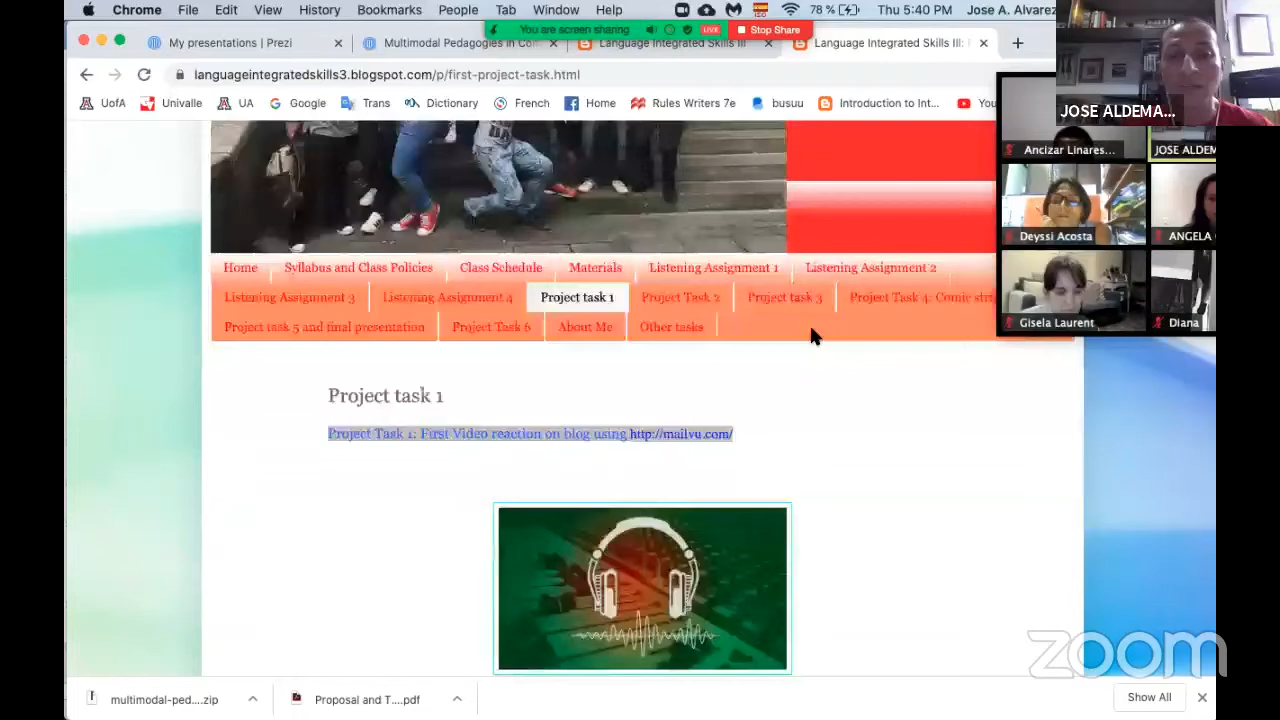 Chrome File Edit View History Bookmarks People Tab Window Help ISO 78 % Thu 5:40 PM Jose A. Alvarez
You are screen sharing LIVE Stop Share
My presentations | Prezi Multimodal Pedagogies in Con Language Integrated Skills III Language Integrated Skills III:
languageintegratedskills3.blogspot.com/p/first-project-task.html
UofA Univalle UA Google Trans Dictionary French Home Rules Writers 7e busuu Introduction to Int... You
JOSE ALDEMA...
Ancizar Linares... JOSE ALDEM
Deyssi Acosta ANGELA
Gisela Laurent Diana
Home Syllabus and Class Policies Class Schedule Materials Listening Assignment 1 Listening Assignment 2
Listening Assignment 3 Listening Assignment 4 Project task 1 Project Task 2 Project task 3 Project Task 4: Comic stri
Project task 5 and final presentation Project Task 6 About Me Other tasks
Project task 1
Project Task 1: First Video reaction on blog using http://mailvu.com/
zoom
multimodal-ped....zip Proposal and T....pdf Show All